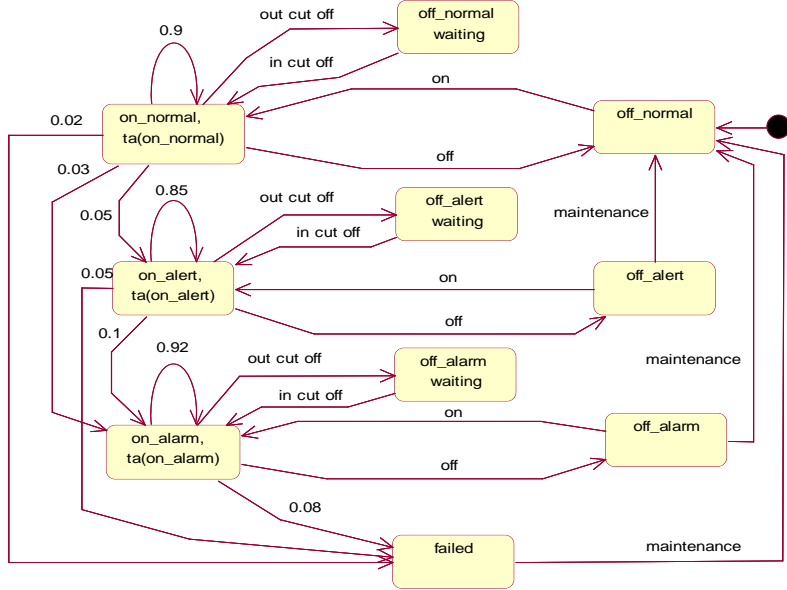 out cut off
off_normal
waiting
0.9
in cut off
on
on_normal,
ta(on_normal)
off_normal
0.02
off
0.03
0.85
out cut off
off_alert
waiting
0.05
in cut off
maintenance
0.05
on_alert,
ta(on_alert)
on
off_alert
off
0.1
0.92
out cut off
off_alarm
waiting
maintenance
in cut off
on
off_alarm
on_alarm,
ta(on_alarm)
off
0.08
failed
maintenance